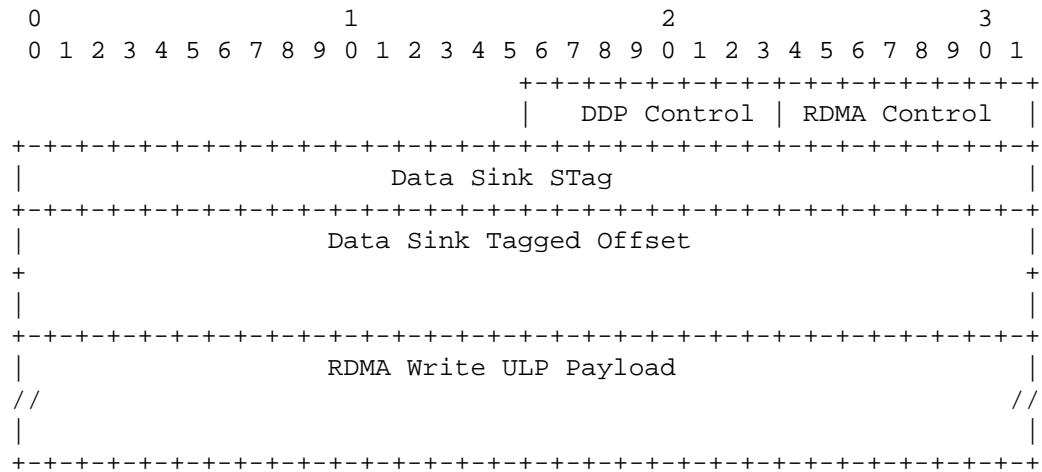 0                   1                   2                   3
0 1 2 3 4 5 6 7 8 9 0 1 2 3 4 5 6 7 8 9 0 1 2 3 4 5 6 7 8 9 0 1
                                +-+-+-+-+-+-+-+-+-+-+-+-+-+-+-+-+
                                |   DDP Control | RDMA Control  |
+-+-+-+-+-+-+-+-+-+-+-+-+-+-+-+-+-+-+-+-+-+-+-+-+-+-+-+-+-+-+-+-+
|                       Data Sink STag                          |
+-+-+-+-+-+-+-+-+-+-+-+-+-+-+-+-+-+-+-+-+-+-+-+-+-+-+-+-+-+-+-+-+
|                   Data Sink Tagged Offset                     |
+                                                               +
|                                                               |
+-+-+-+-+-+-+-+-+-+-+-+-+-+-+-+-+-+-+-+-+-+-+-+-+-+-+-+-+-+-+-+-+
|                   RDMA Write ULP Payload                      |
//                                                             //
|                                                               |
+-+-+-+-+-+-+-+-+-+-+-+-+-+-+-+-+-+-+-+-+-+-+-+-+-+-+-+-+-+-+-+-+